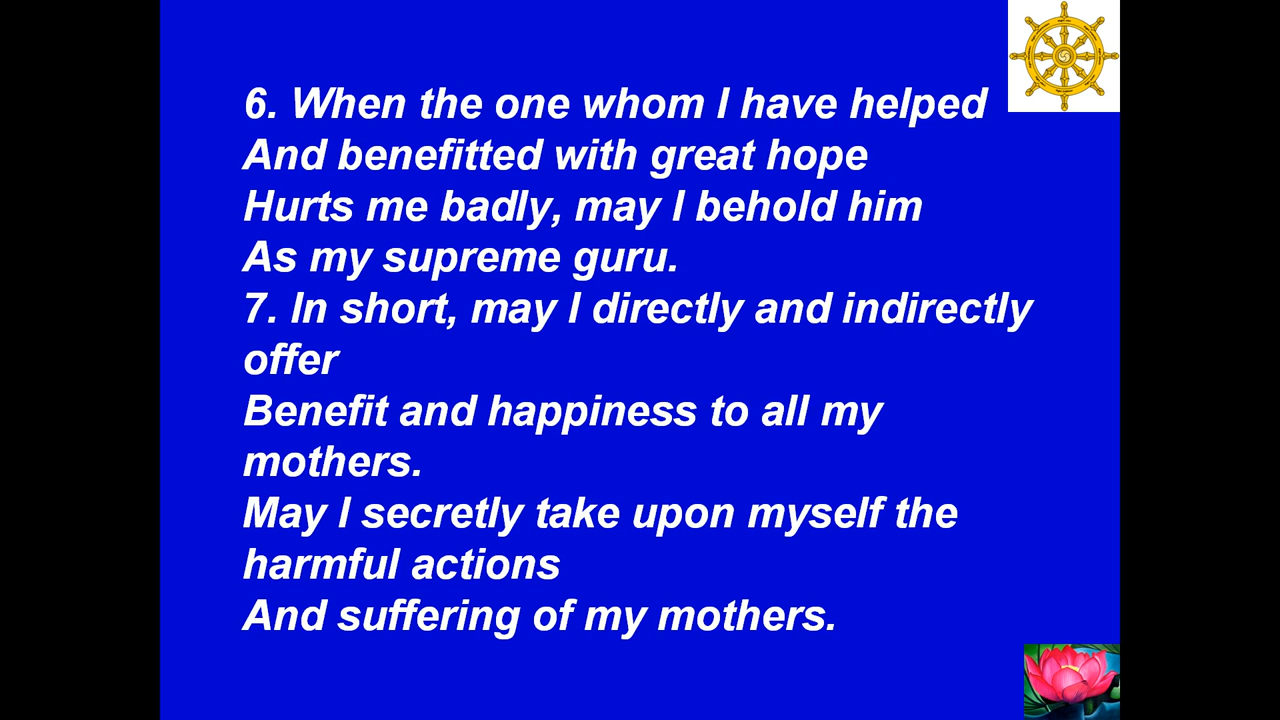 6. When the one whom I have helped
And benefitted with great hope
Hurts me badly, may I behold him
As my supreme guru.
7. In short, may I directly and indirectly
offer
Benefit and happiness to all my
mothers.
May I secretly take upon myself the
harmful actions
And suffering of my mothers.